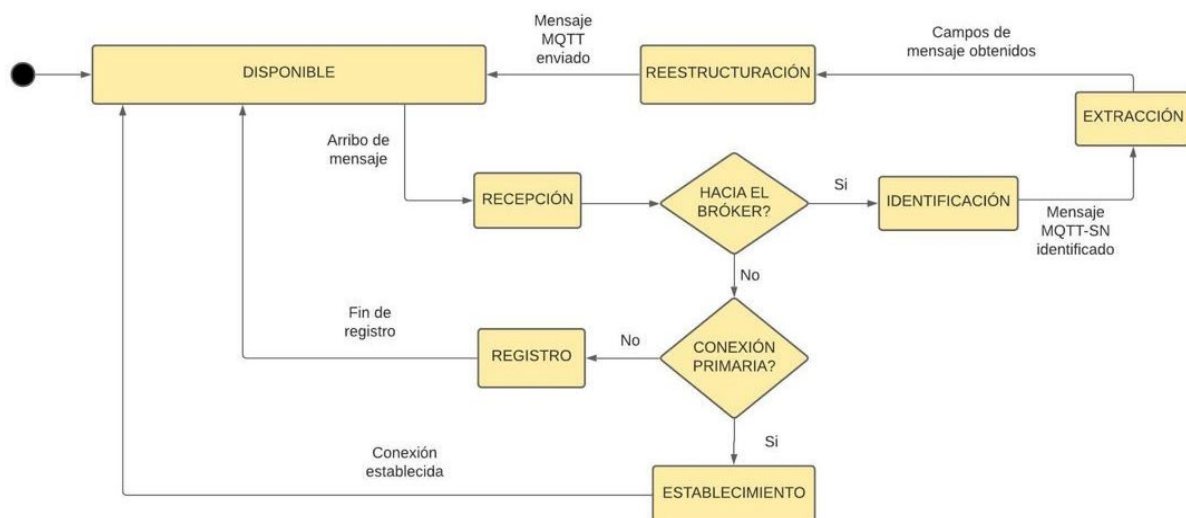 Mensaje
MQTT
enviado
Campos de
mensaje obtenidos
DISPONIBLE
REESTRUCTURACIÓN
EXTRACCIÓN
Arribo de
mensaje
RECEPCIÓN
HACIA EL
BRÓKER?
Si
IDENTIFICACIÓN
Mensaje
MQTT-SN
identificado
No
Fin de
registro
REGISTRO
No
CONEXIÓN
PRIMARIA?
Si
Conexión
establecida
ESTABLECIMIENTO